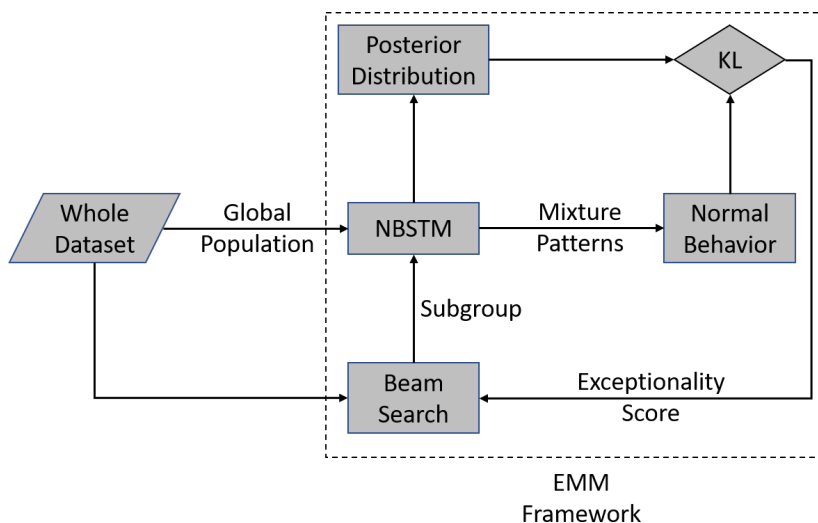 Posterior
Distribution
KL
Whole
Dataset
Global
Population
NBSTM
Mixture
Patterns
Normal
Behavior
Subgroup
Beam
Search
Exceptionality
Score
EMM
Framework